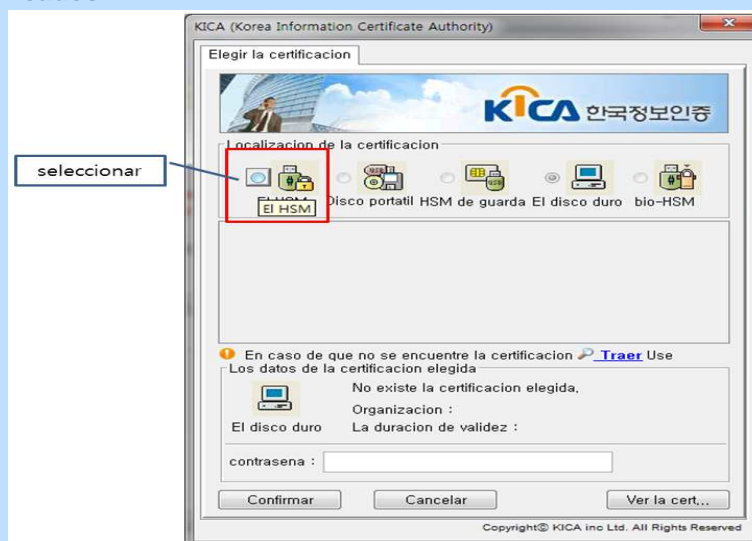 KICA (Korea Information Certificate Authority)
Elegir la certificacion
KICA 한국정보인증
Localizacion de la certificacion
seleccionar
El HSM
Disco portatil
HSM de guarda
El disco duro
bio-HSM
En caso de que no se encuentre la certificacion Traer Use
Los datos de la certificacion elegida
No existe la certificacion elegida,
Organizacion :
El disco duro
La duracion de validez :
contrasena :
Confirmar
Cancelar
Ver la cert,,,
Copyright© KICA inc Ltd. All Rights Reserved